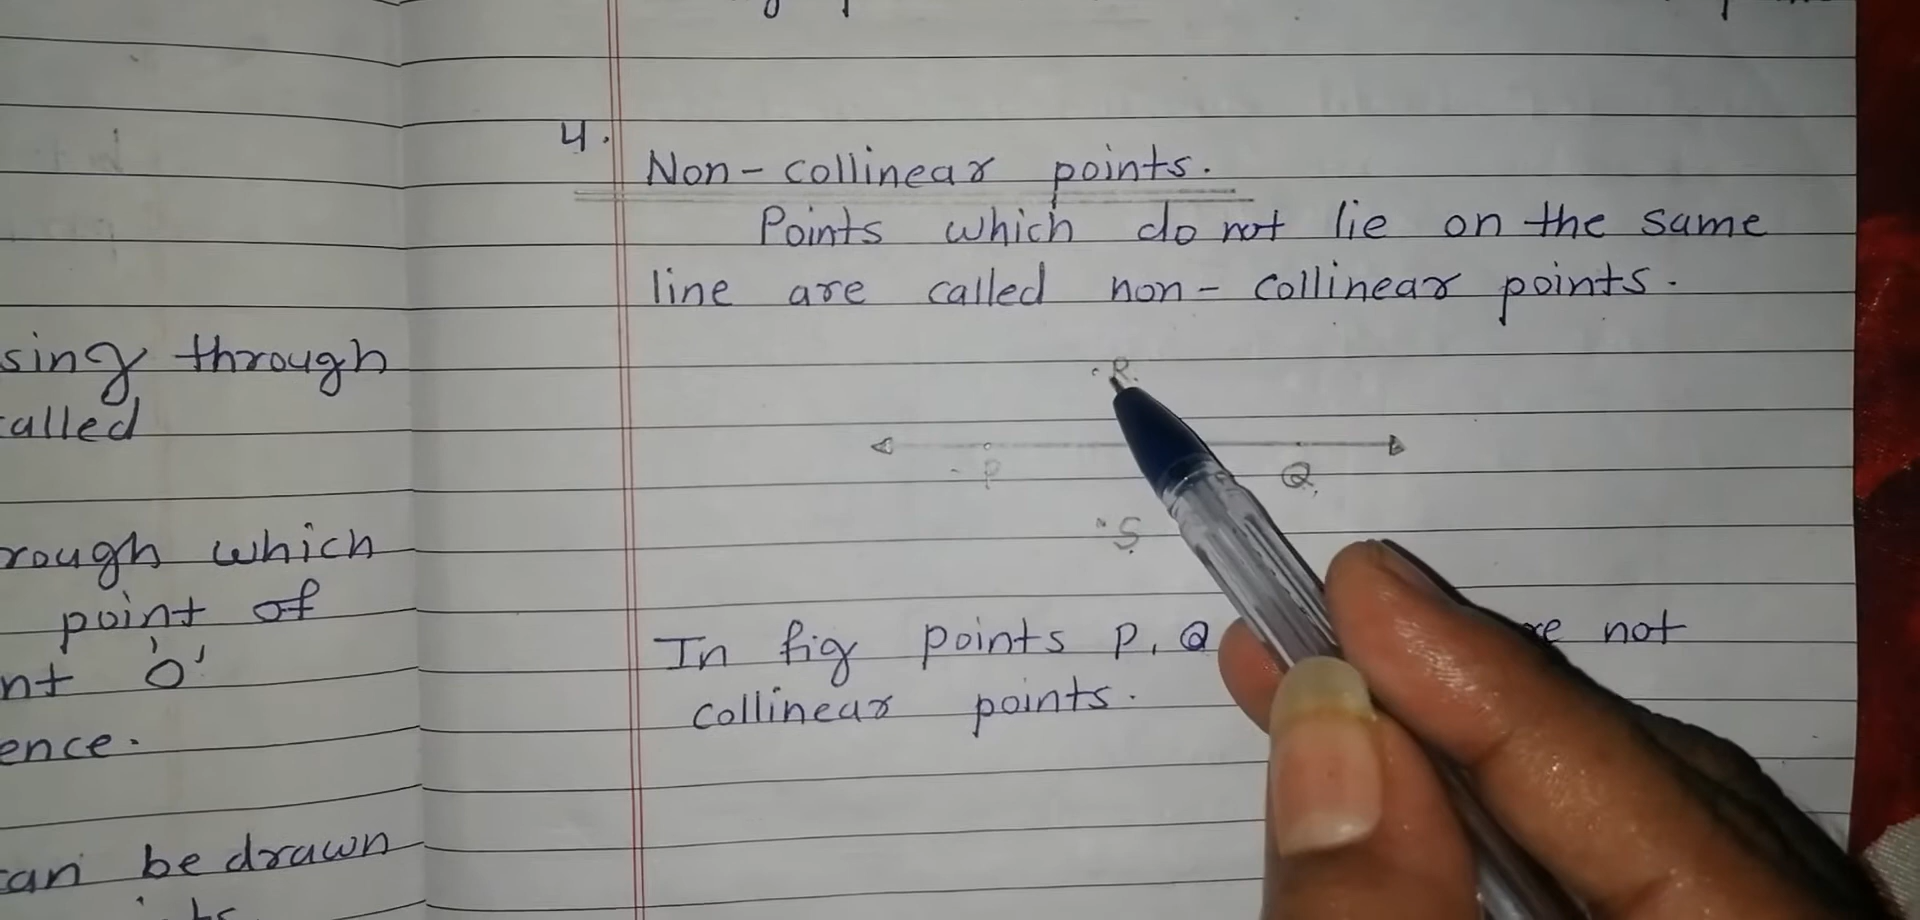 sing through
called
rough which
point of
nt 'O'
ence.
can be drawn
4.
Non-collinear points.
Points which do not lie on the same
line are called non-collinear points.
R.
P
Q
S
In fig points P, Q are not
collinear points.